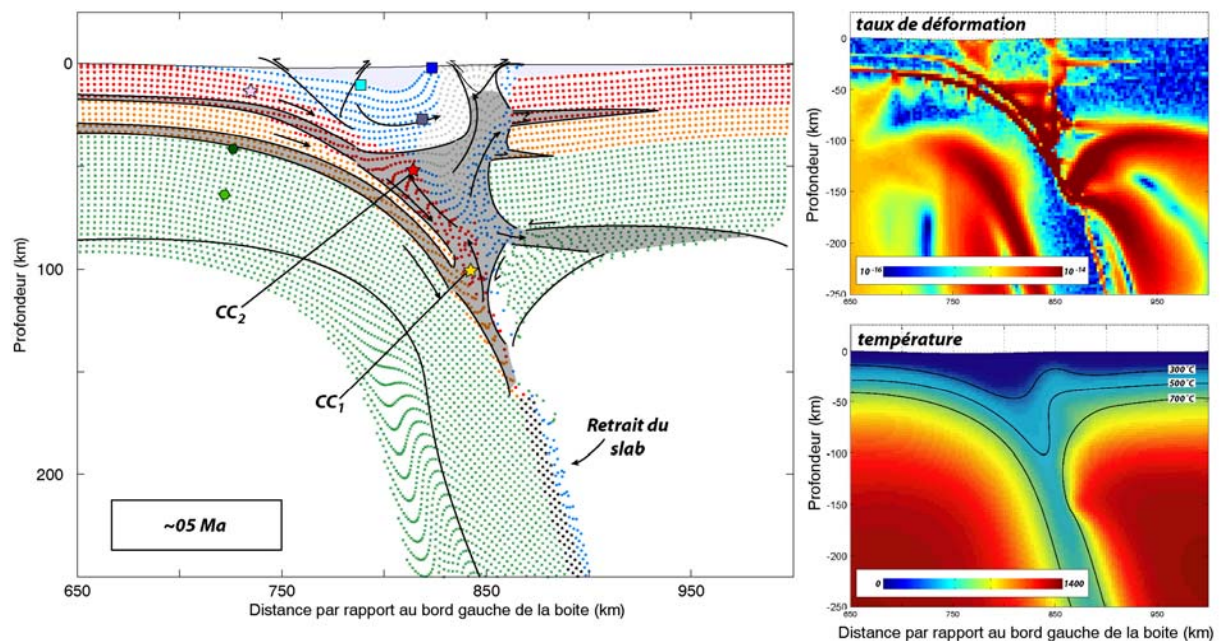 0
100
200
Profondeur (km)
CC2
CC1
Retrait du
slab
~05 Ma
650
750
850
950
Distance par rapport au bord gauche de la boite (km)
taux de déformation
0
-50
-100
-150
-200
-250
Profondeur (km)
10 -16
10 -14
650
750
850
950
température
0
-50
-100
-150
-200
-250
Profondeur (km)
300°C
500°C
700°C
0
1400
650
750
850
950
Distance par rapport au bord gauche de la boite (km)